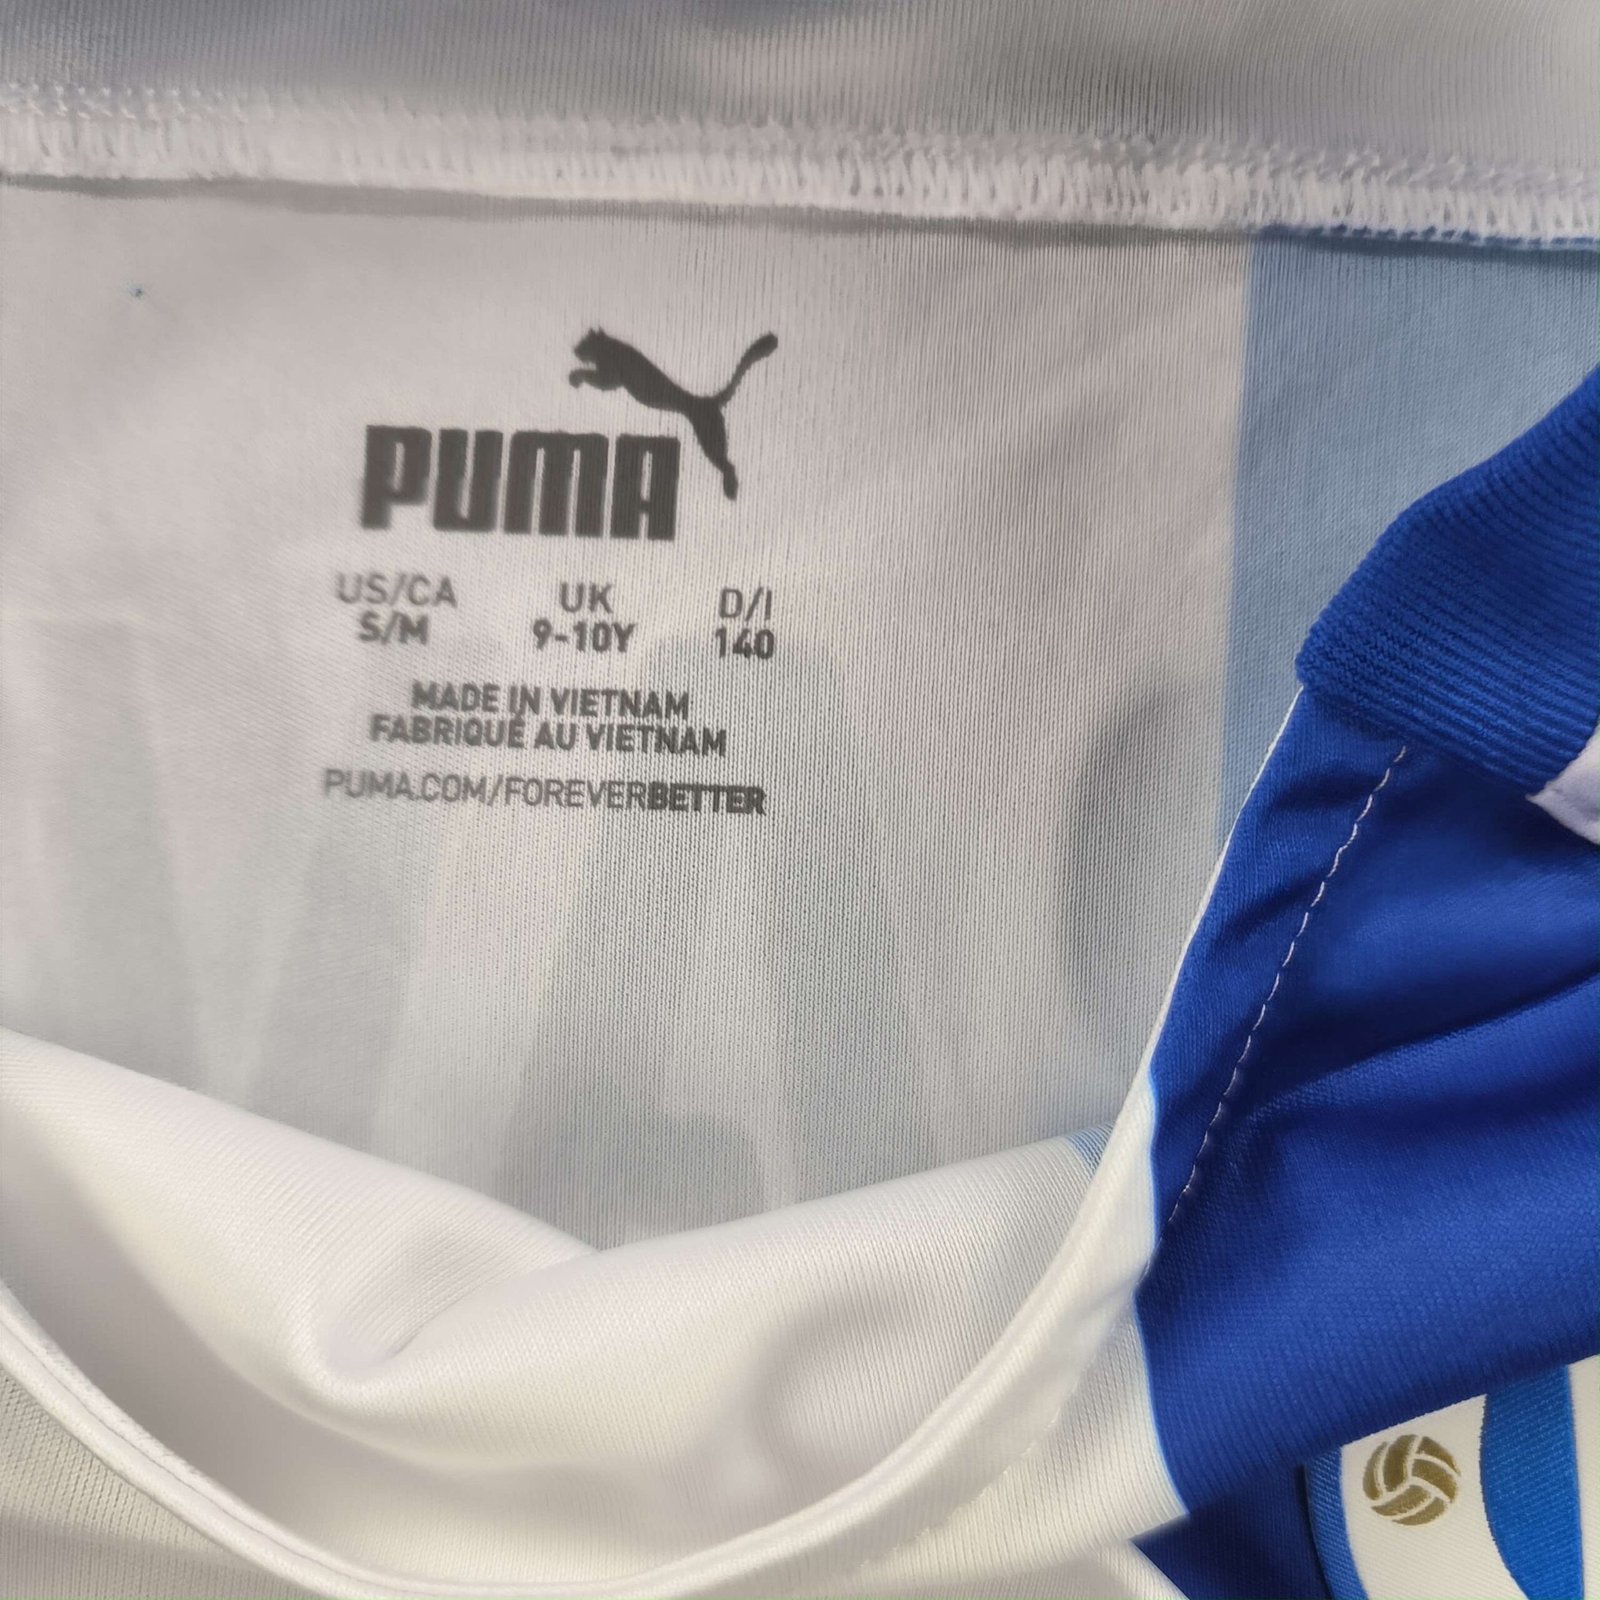 PUMA
US/CA UK D/I
S/M 9-10Y 140
MADE IN VIETNAM
FABRIQUÉ AU VIETNAM
PUMA.COM/FOREVERBETTER